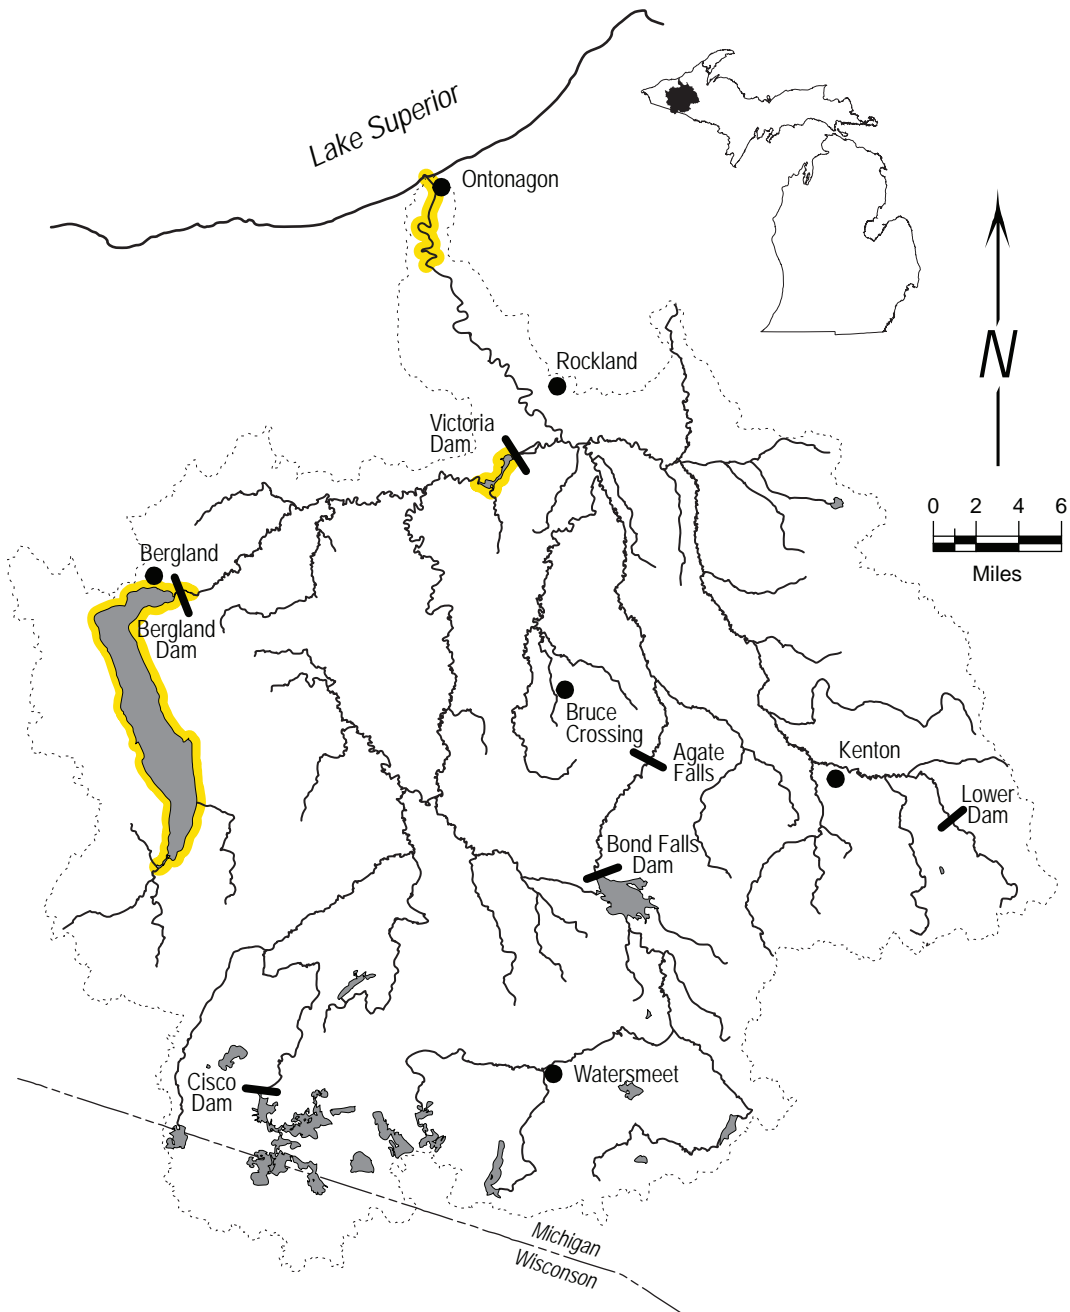 Lake Superior
Ontonagon
Rockland
N
Victoria
Dam
0 2 4 6
Miles
Bergland
Bergland
Dam
Bruce
Crossing
Agate
Falls
Kenton
Lower
Dam
Bond Falls
Dam
Cisco
Dam
Watersmeet
Michigan
Wisconson